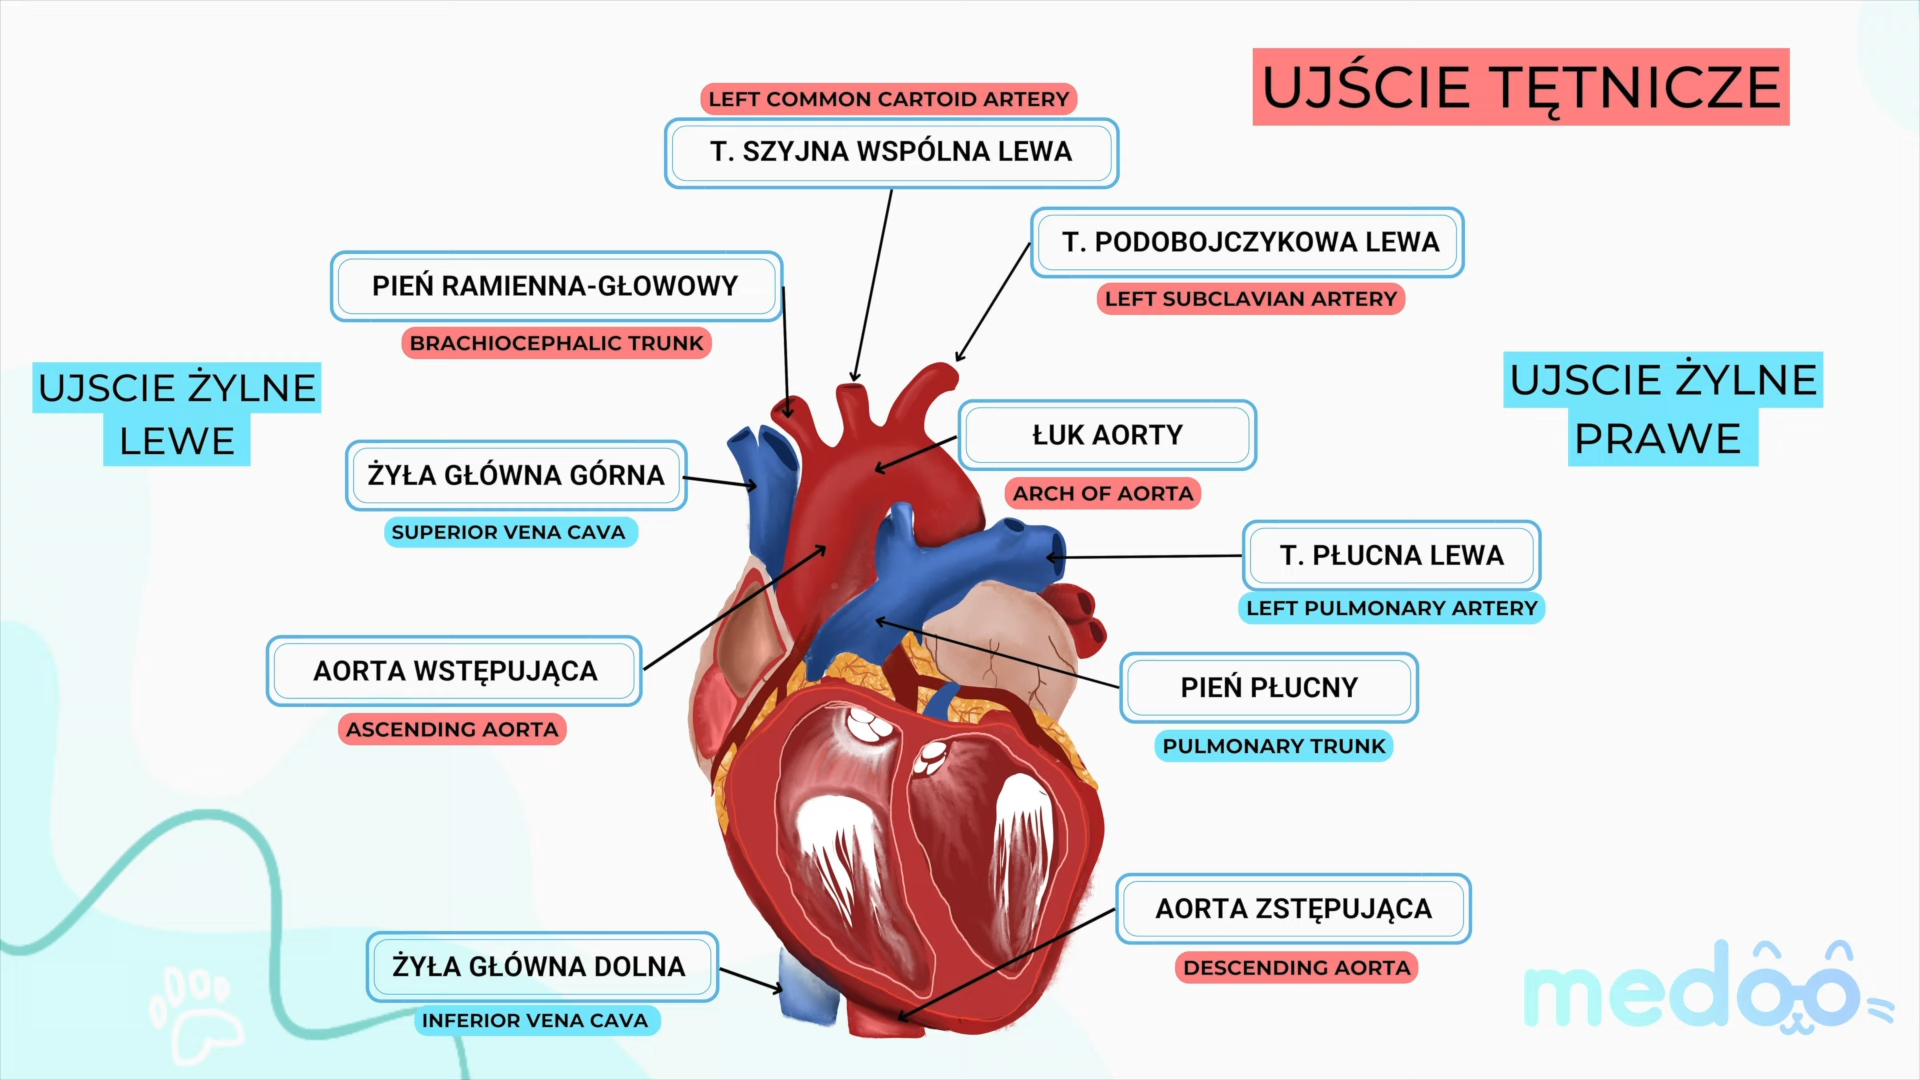 UJŚCIE TĘTNICZE
LEFT COMMON CARTOID ARTERY
T. SZYJNA WSPÓLNA LEWA
T. PODOBOJCZYKOWA LEWA
LEFT SUBCLAVIAN ARTERY
PIEŃ RAMIENNA-GŁOWOWY
BRACHIOCEPHALIC TRUNK
UJSCIE ŻYLNE
LEWE
UJSCIE ŻYLNE
PRAWE
ŁUK AORTY
ARCH OF AORTA
ŻYŁA GŁÓWNA GÓRNA
SUPERIOR VENA CAVA
T. PŁUCNA LEWA
LEFT PULMONARY ARTERY
AORTA WSTĘPUJĄCA
ASCENDING AORTA
PIEŃ PŁUCNY
PULMONARY TRUNK
AORTA ZSTĘPUJĄCA
DESCENDING AORTA
ŻYŁA GŁÓWNA DOLNA
INFERIOR VENA CAVA
medoo